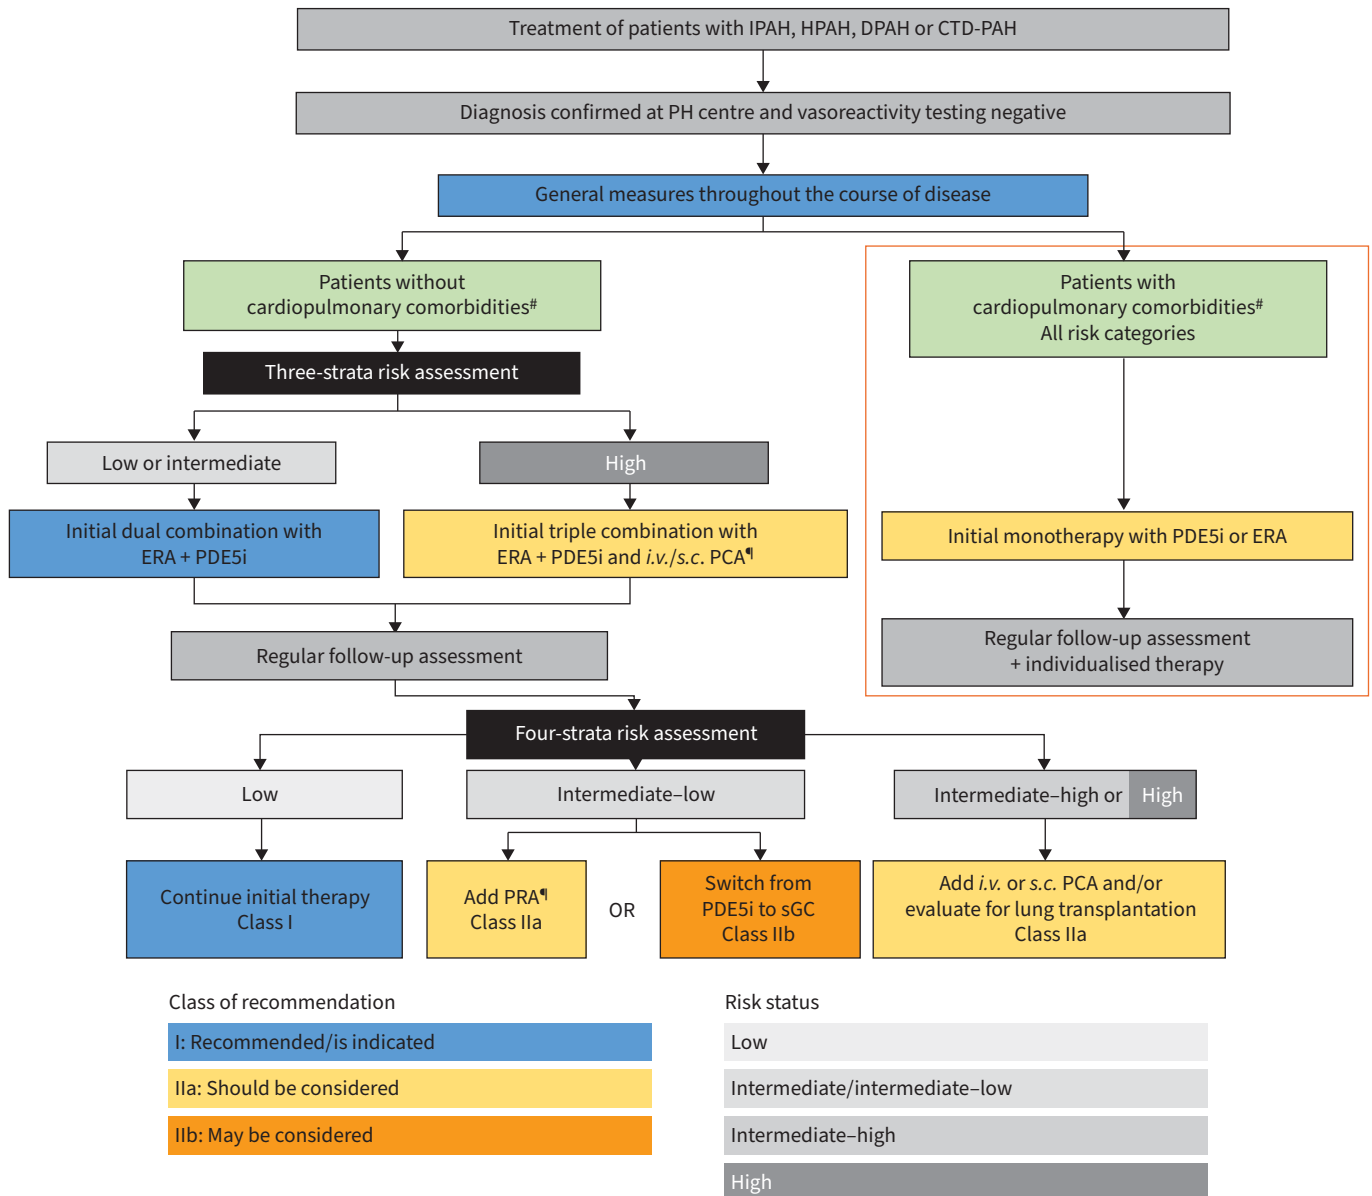 Treatment of patients with IPAH, HPAH, DPAH or CTD-PAH
Diagnosis confirmed at PH centre and vasoreactivity testing negative
General measures throughout the course of disease
Patients without
cardiopulmonary comorbidities#
Patients with
cardiopulmonary comorbidities#
All risk categories
Three-strata risk assessment
Low or intermediate
High
Initial dual combination with
ERA + PDE5i
Initial triple combination with
ERA + PDE5i and i.v./s.c. PCA¶
Initial monotherapy with PDE5i or ERA
Regular follow-up assessment
Regular follow-up assessment
+ individualised therapy
Four-strata risk assessment
Low
Intermediate–low
Intermediate–high or High
Continue initial therapy
Class I
Add PRA¶
Class IIa
OR
Switch from
PDE5i to sGC
Class IIb
Add i.v. or s.c. PCA and/or
evaluate for lung transplantation
Class IIa
Class of recommendation
I: Recommended/is indicated
IIa: Should be considered
IIb: May be considered
Risk status
Low
Intermediate/intermediate–low
Intermediate–high
High